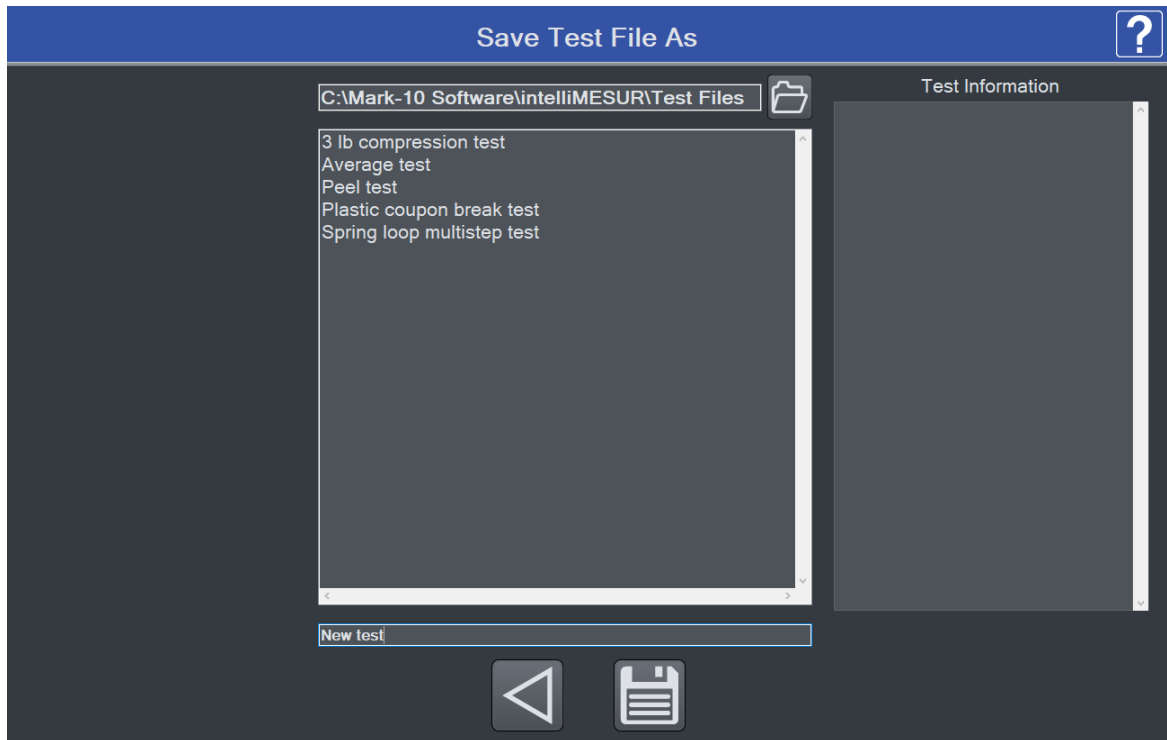 Save Test File As
?
C:\Mark-10 Software\intelliMESUR\Test Files
Test Information
3 lb compression test
Average test
Peel test
Plastic coupon break test
Spring loop multistep test
New test